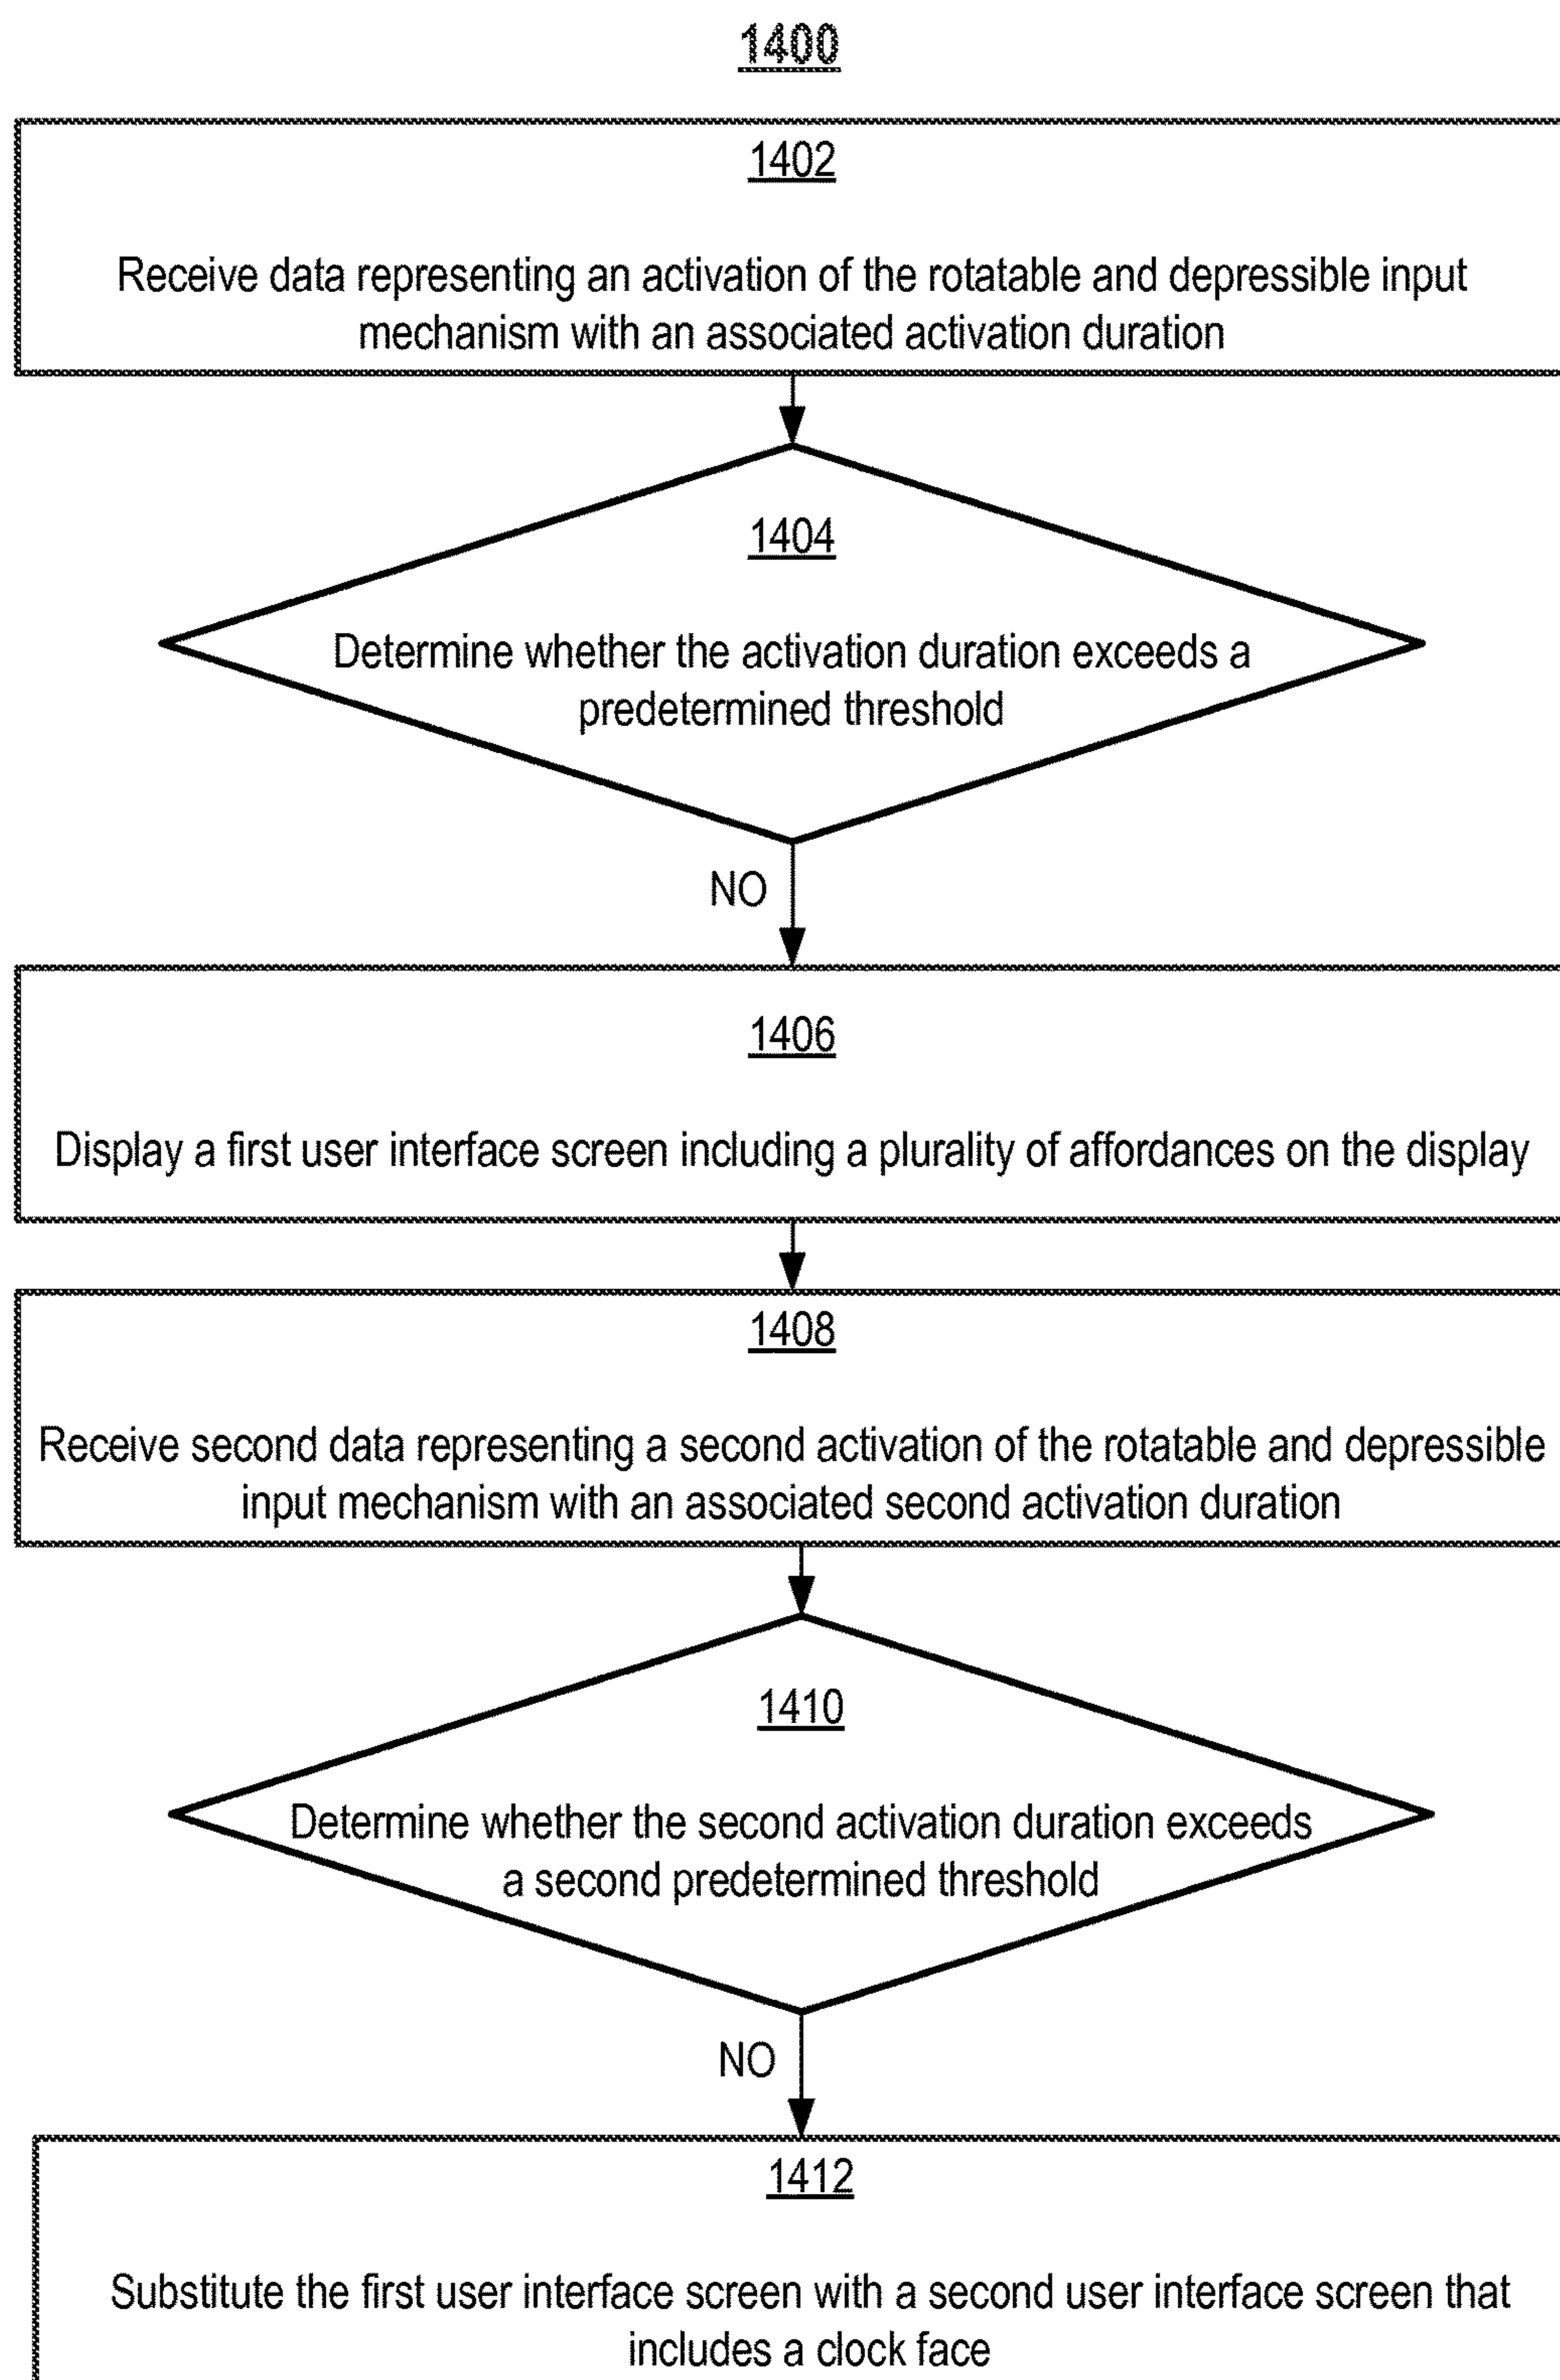 1400
1402
Receive data representing an activation of the rotatable and depressible input
mechanism with an associated activation duration
1404
Determine whether the activation duration exceeds a
predetermined threshold
NO
1406
Display a first user interface screen including a plurality of affordances on the display
1408
Receive second data representing a second activation of the rotatable and depressible
input mechanism with an associated second activation duration
1410
Determine whether the second activation duration exceeds
a second predetermined threshold
NO
1412
Substitute the first user interface screen with a second user interface screen that
includes a clock face